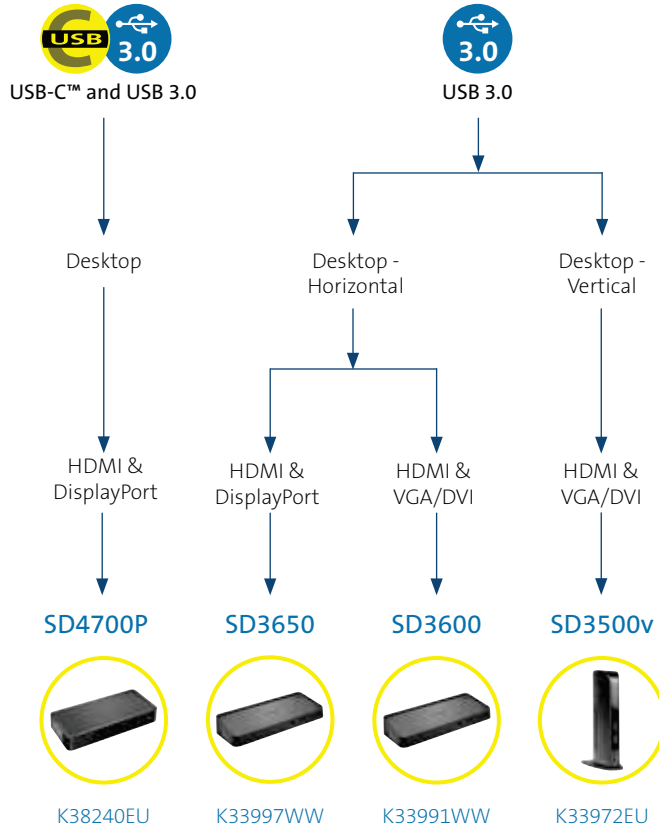 USB
3.0
3.0
USB-C™ and USB 3.0
USB 3.0
Desktop
Desktop -
Horizontal
Desktop -
Vertical
HDMI &
DisplayPort
HDMI &
DisplayPort
HDMI &
VGA/DVI
HDMI &
VGA/DVI
SD4700P
SD3650
SD3600
SD3500v
K38240EU
K33997WW
K33991WW
K33972EU